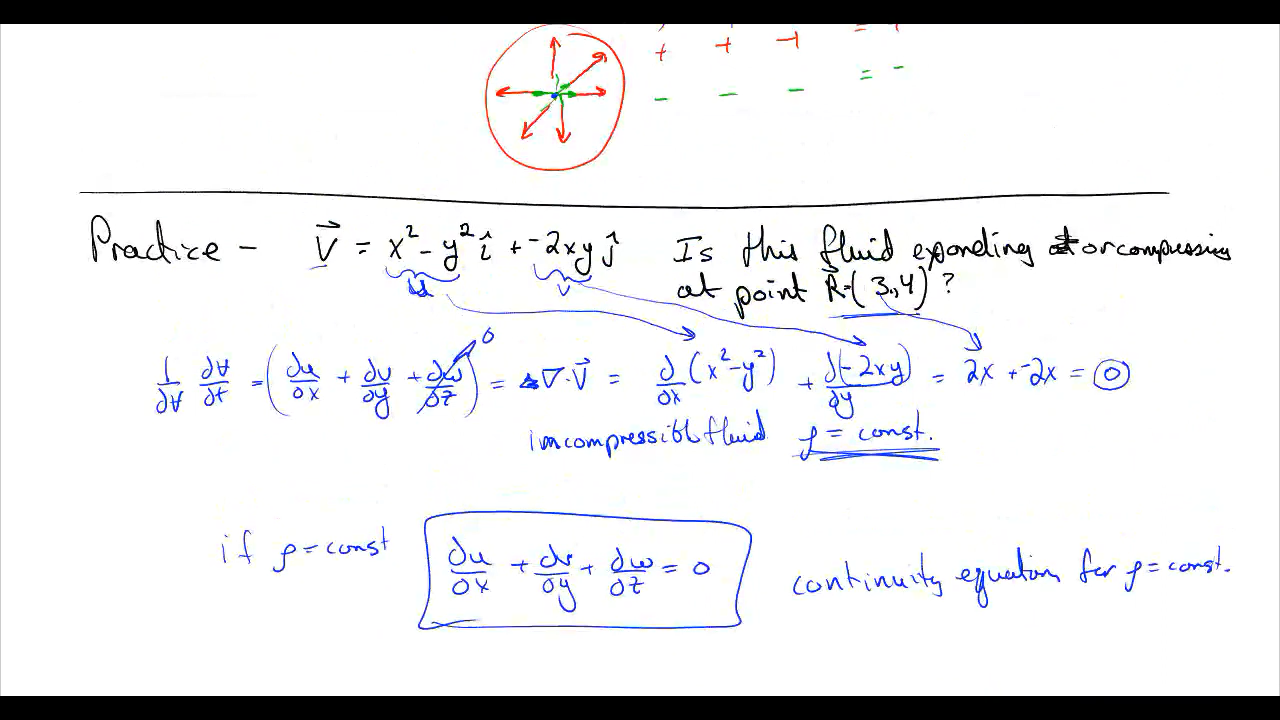 + + +
- - - = -
Practice - V⃗ = x² - y² î + -2xy ĵ Is this fluid expanding or compressing
u v at point R⃗=(3,4)?
1/∂V ∂V/∂t = (∂u/∂x + ∂v/∂y + ∂w/∂z) = ∇·V⃗ = ∂/∂x (x²-y²) + ∂(-2xy)/∂y = 2x + -2x = 0
0
incompressible fluid ρ = const.
if ρ = const ∂u/∂x + ∂v/∂y + ∂w/∂z = 0 continuity equation for ρ = const.